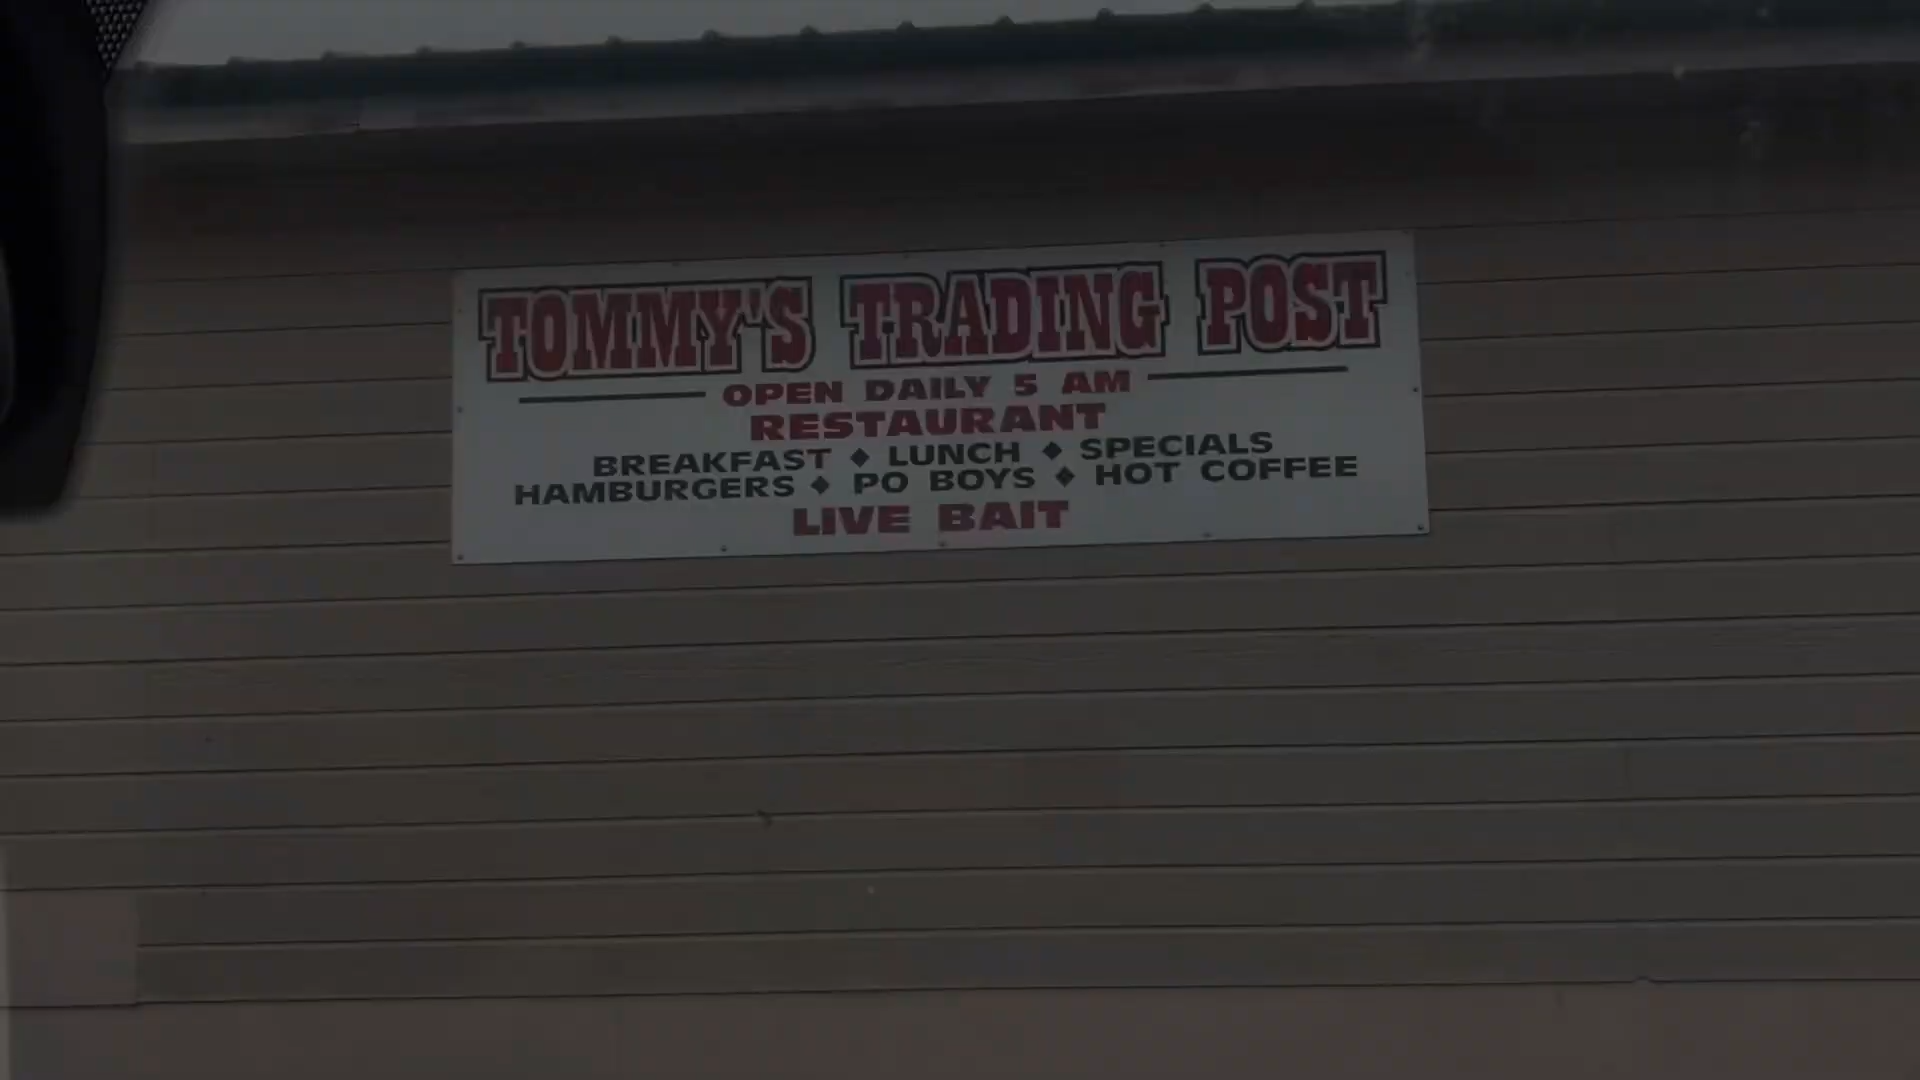 TOMMY'S TRADING POST
OPEN DAILY 5 AM
RESTAURANT
BREAKFAST ◆ LUNCH ◆ SPECIALS
HAMBURGERS ◆ PO BOYS ◆ HOT COFFEE
LIVE BAIT